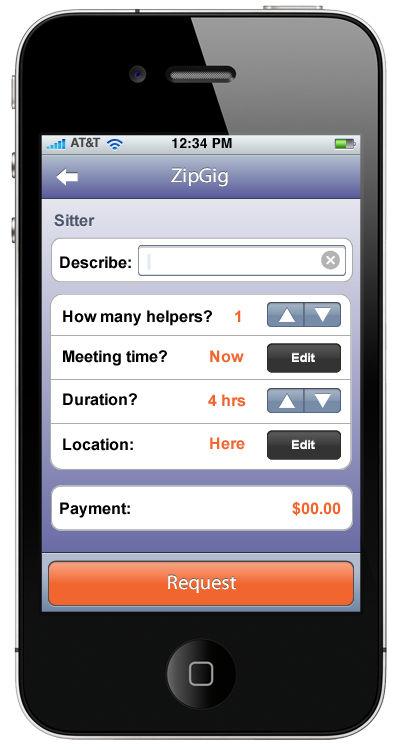 AT&T 12:34 PM
ZipGig
Sitter
Describe:
How many helpers? 1
Meeting time? Now Edit
Duration? 4 hrs
Location: Here Edit
Payment: $00.00
Request